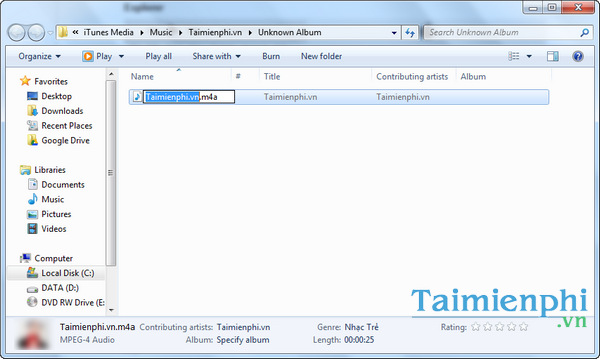 Explorer
« iTunes Media ▸ Music ▸ Taimienphi.vn ▸ Unknown Album
Search Unknown Album
Organize Play Play all Share with Burn New folder
Name # Title Contributing artists Album
Taimienphi.vn.m4a Taimienphi.vn Taimienphi.vn
Favorites
Desktop
Downloads
Recent Places
Google Drive
Libraries
Documents
Music
Pictures
Videos
Computer
Local Disk (C:)
DATA (D:)
DVD RW Drive (E:
Taimienphi
.vn
Taimienphi.vn.m4a Contributing artists: Taimienphi.vn Genre: Nhạc Trẻ Rating:
MPEG-4 Audio Album: Specify album Length: 00:00:25